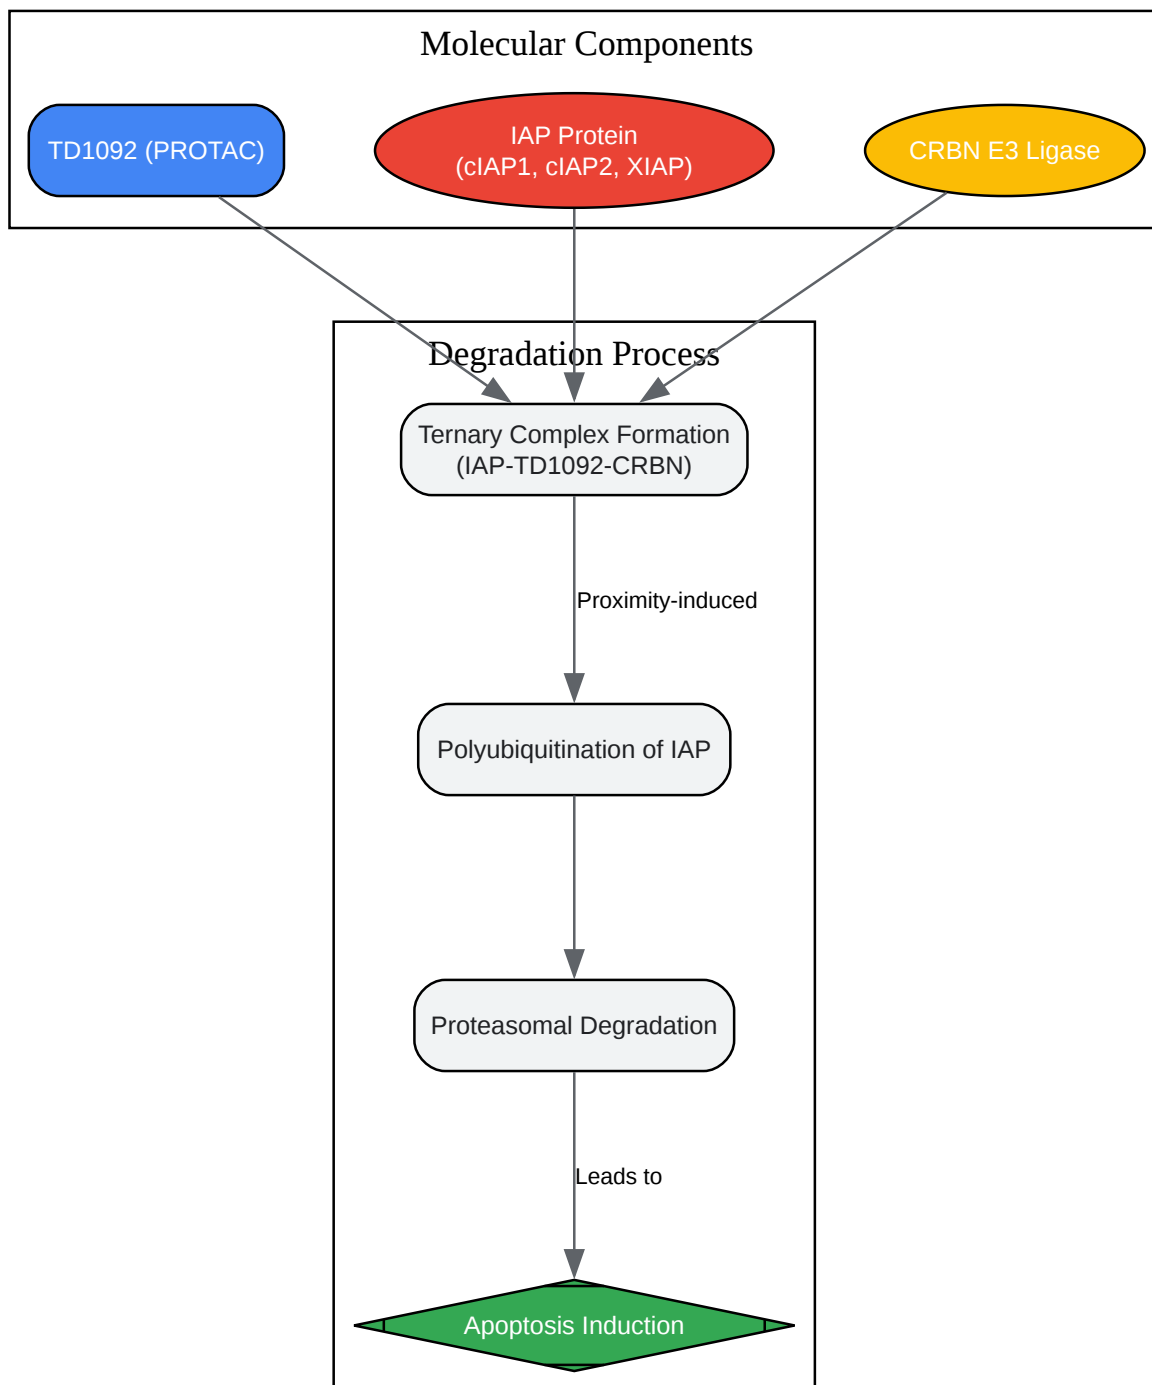 Molecular Components
TD1092 (PROTAC)
IAP Protein
(cIAP1, cIAP2, XIAP)
CRBN E3 Ligase
Degradation Process
Ternary Complex Formation
(IAP-TD1092-CRBN)
Proximity-induced
Polyubiquitination of IAP
Proteasomal Degradation
Leads to
Apoptosis Induction